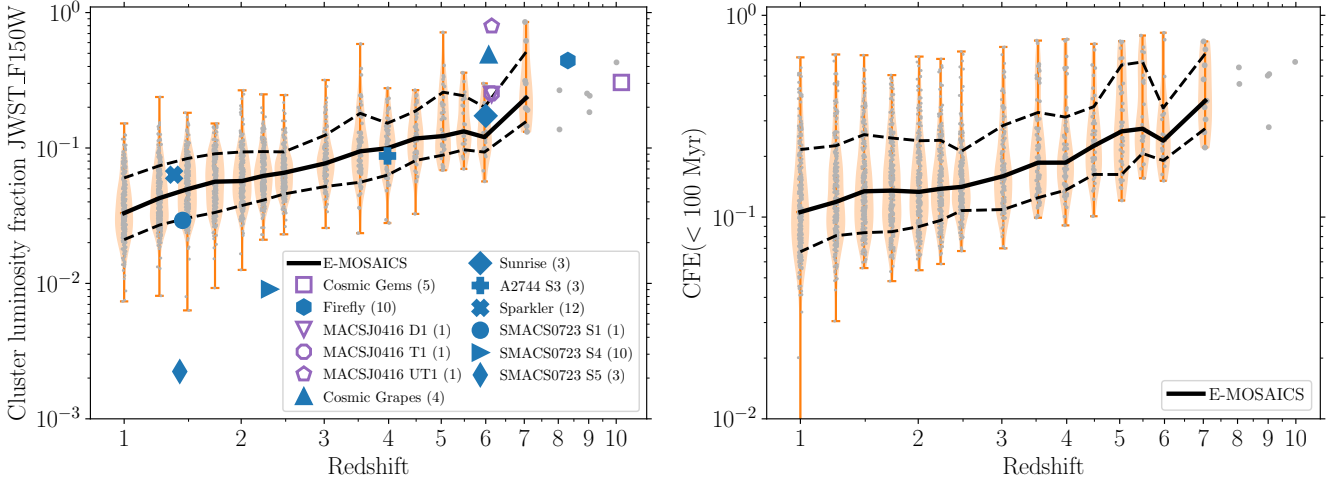 Cluster luminosity fraction JWST_F150W
10^0
10^-1
10^-2
10^-3
E-MOSAICS
Cosmic Gems (5)
Firefly (10)
MACSJ0416 D1 (1)
MACSJ0416 T1 (1)
MACSJ0416 UT1 (1)
Cosmic Grapes (4)
Sunrise (3)
A2744 S3 (3)
Sparkler (12)
SMACS0723 S1 (1)
SMACS0723 S4 (10)
SMACS0723 S5 (3)
1 2 3 4 5 6 7 8 9 10
Redshift
CFE(< 100 Myr)
10^0
10^-1
10^-2
E-MOSAICS
1 2 3 4 5 6 7 8 9 10
Redshift